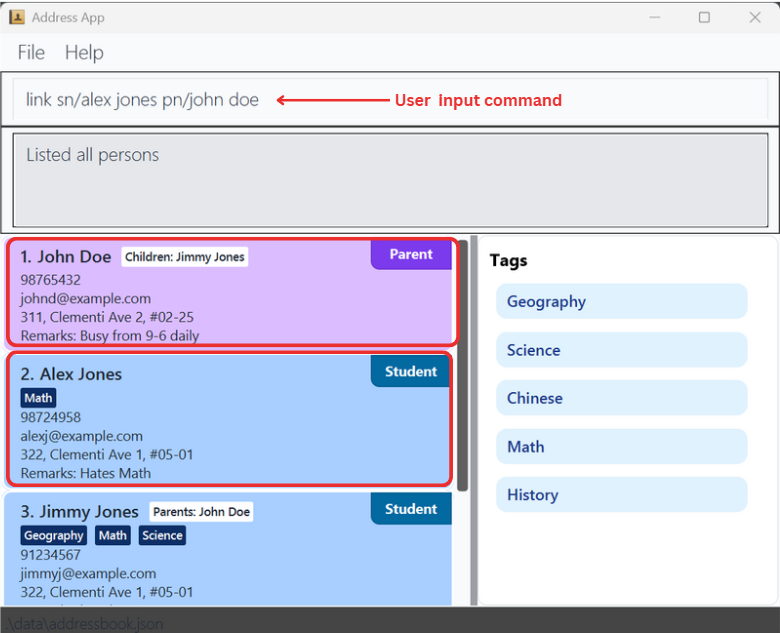 Address App
File Help
link sn/alex jones pn/john doe User Input command
Listed all persons
1. John Doe Children: Jimmy Jones Parent
98765432
johnd@example.com
311, Clementi Ave 2, #02-25
Remarks: Busy from 9-6 daily
2. Alex Jones Student
Math
98724958
alexj@example.com
322, Clementi Ave 1, #05-01
Remarks: Hates Math
3. Jimmy Jones Parents: John Doe Student
Geography Math Science
91234567
jimmyj@example.com
322, Clementi Ave 1, #05-01
Tags
Geography
Science
Chinese
Math
History
.\data\addressbook.json